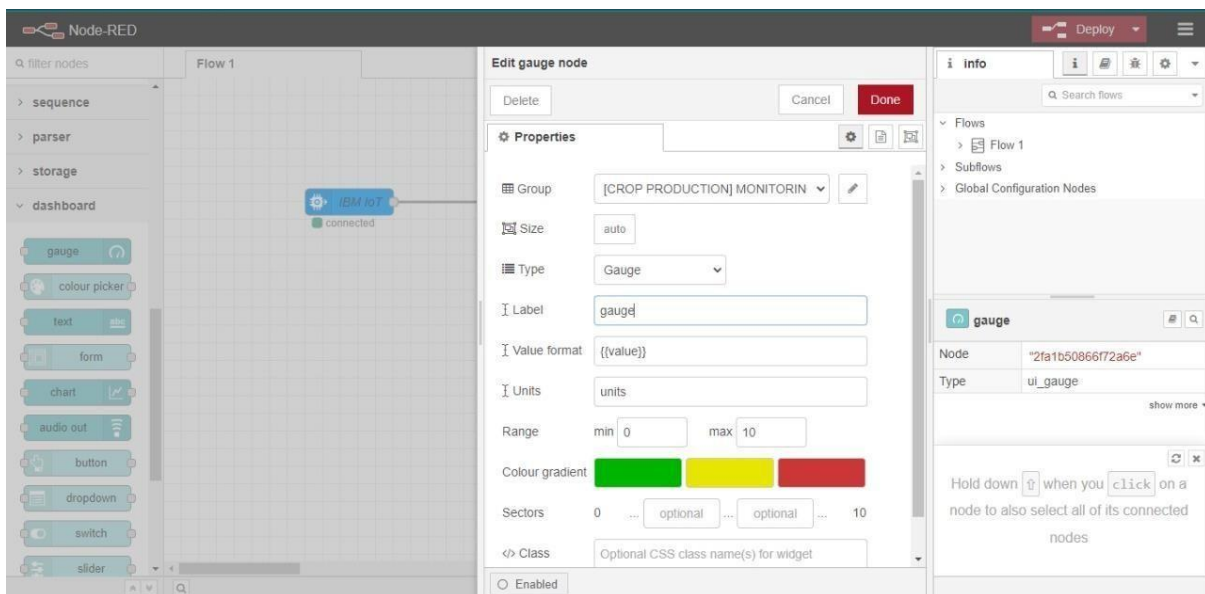 Node-RED
Deploy
filter nodes
sequence
parser
storage
dashboard
gauge
colour picker
text
abc
form
chart
audio out
button
dropdown
switch
slider
Flow 1
IBM IoT
connected
Edit gauge node
Delete
Cancel
Done
Properties
Group
[CROP PRODUCTION] MONITORIN
Size
auto
Type
Gauge
Label
gauge
Value format
{{value}}
Units
units
Range
min 0
max 10
Colour gradient
Sectors
0 ... optional ... optional ... 10
</> Class
Optional CSS class name(s) for widget
Enabled
i info
i
Search flows
Flows
Flow 1
Subflows
Global Configuration Nodes
gauge
Node "2fa1b50866f72a6e"
Type ui_gauge
show more
Hold down ⇧ when you click on a
node to also select all of its connected
nodes